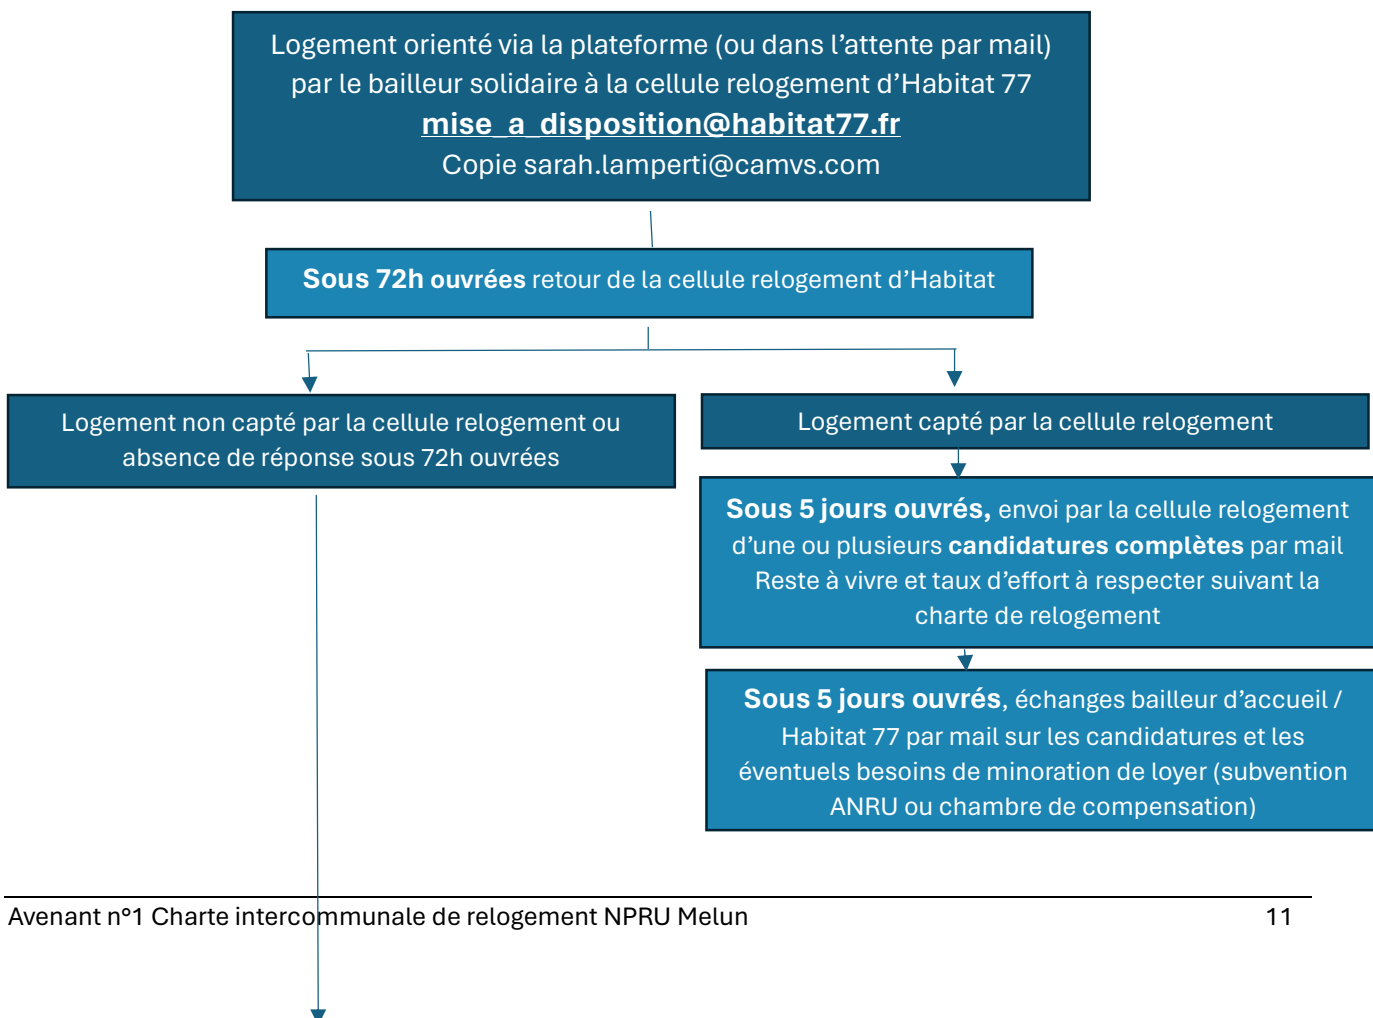 Logement orienté via la plateforme (ou dans l’attente par mail)
par le bailleur solidaire à la cellule relogement d’Habitat 77
mise_a_disposition@habitat77.fr
Copie sarah.lamperti@camvs.com
Sous 72h ouvrées retour de la cellule relogement d’Habitat
Logement non capté par la cellule relogement ou
absence de réponse sous 72h ouvrées
Logement capté par la cellule relogement
Sous 5 jours ouvrés, envoi par la cellule relogement
d’une ou plusieurs candidatures complètes par mail
Reste à vivre et taux d’effort à respecter suivant la
charte de relogement
Sous 5 jours ouvrés, échanges bailleur d’accueil /
Habitat 77 par mail sur les candidatures et les
éventuels besoins de minoration de loyer (subvention
ANRU ou chambre de compensation)
Avenant n°1 Charte intercommunale de relogement NPRU Melun 11